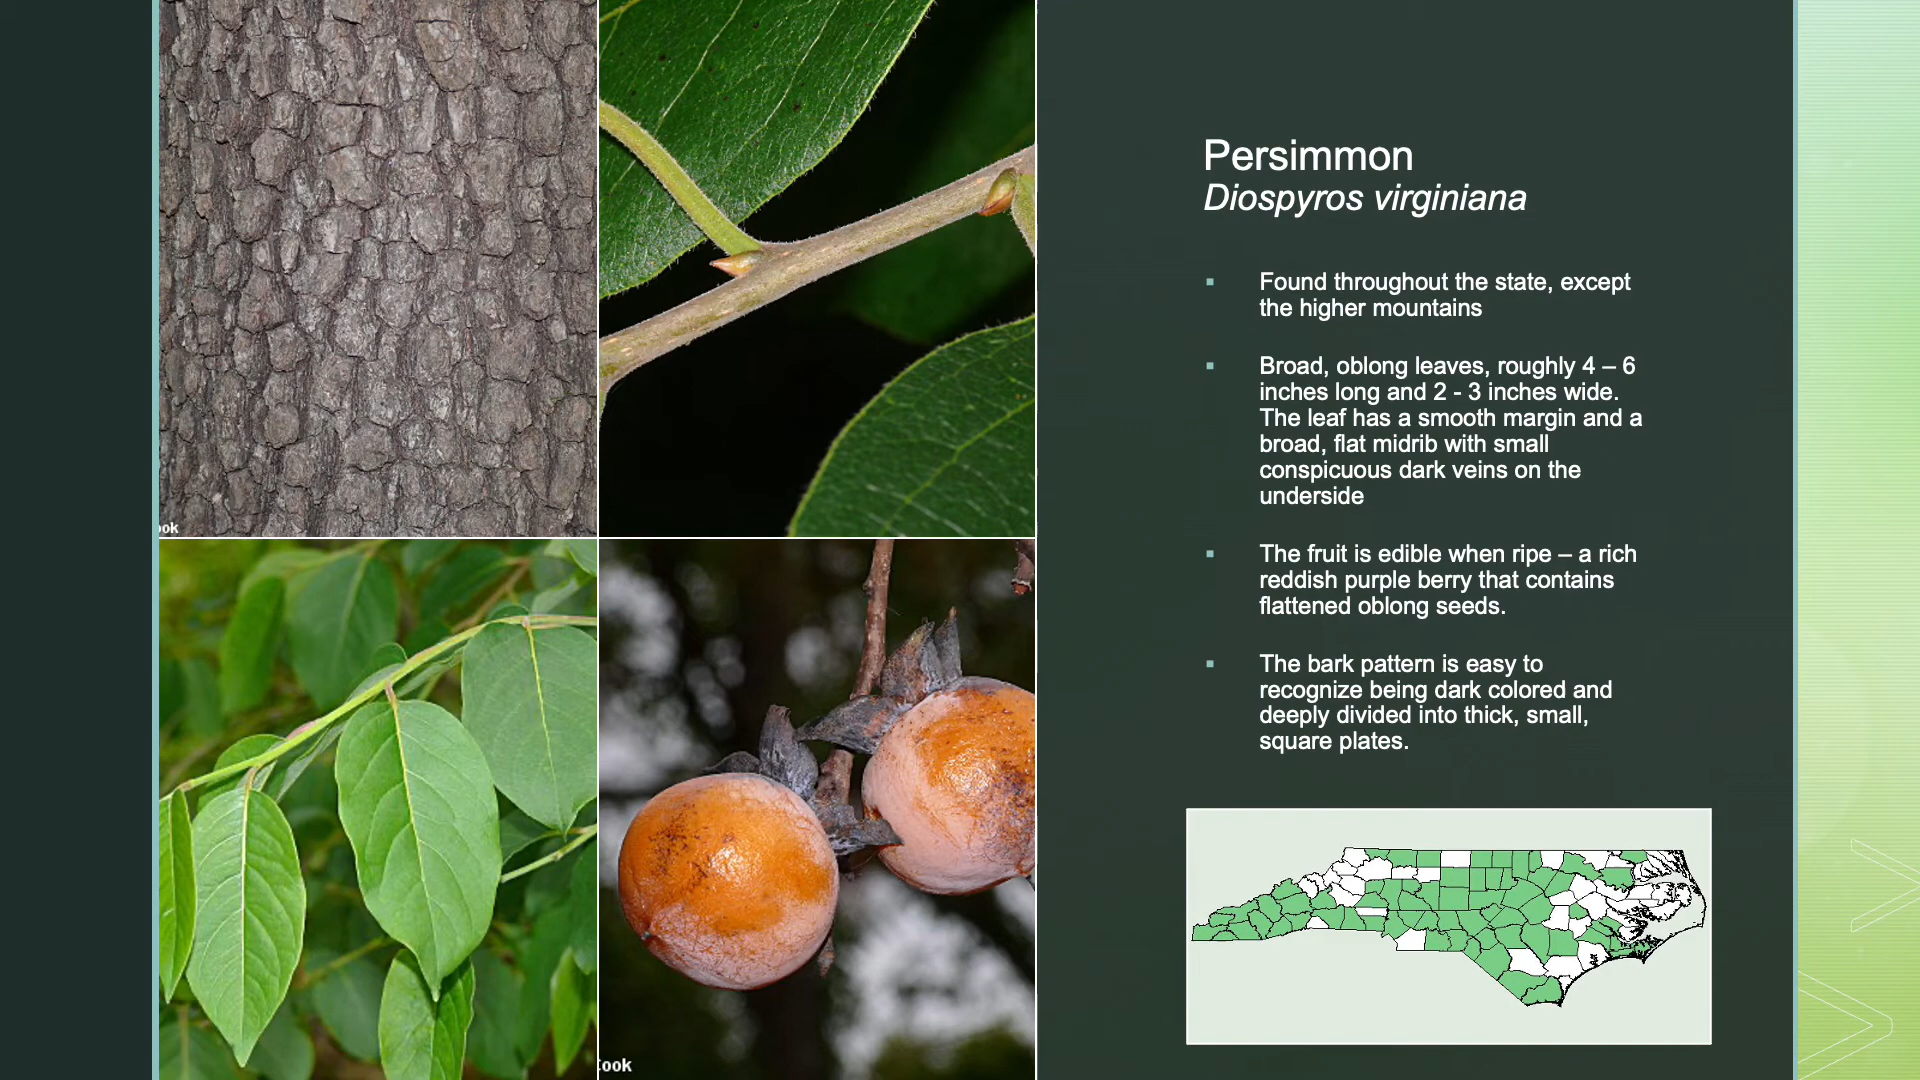 Persimmon
Diospyros virginiana
▪ Found throughout the state, except
the higher mountains
▪ Broad, oblong leaves, roughly 4 – 6
inches long and 2 - 3 inches wide.
The leaf has a smooth margin and a
broad, flat midrib with small
conspicuous dark veins on the
underside
▪ The fruit is edible when ripe – a rich
reddish purple berry that contains
flattened oblong seeds.
▪ The bark pattern is easy to
recognize being dark colored and
deeply divided into thick, small,
square plates.
ook
Cook